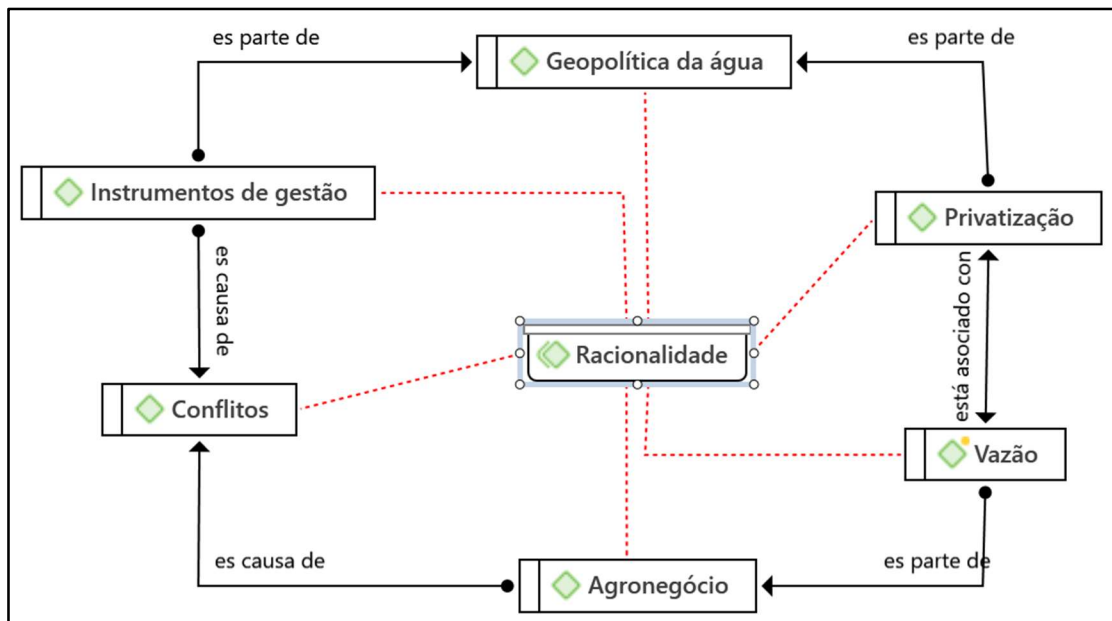 es parte de
Geopolítica da água
es parte de
Instrumentos de gestão
Privatização
es causa de
está asociado con
Racionalidade
Conflitos
Vazão
es causa de
Agronegócio
es parte de